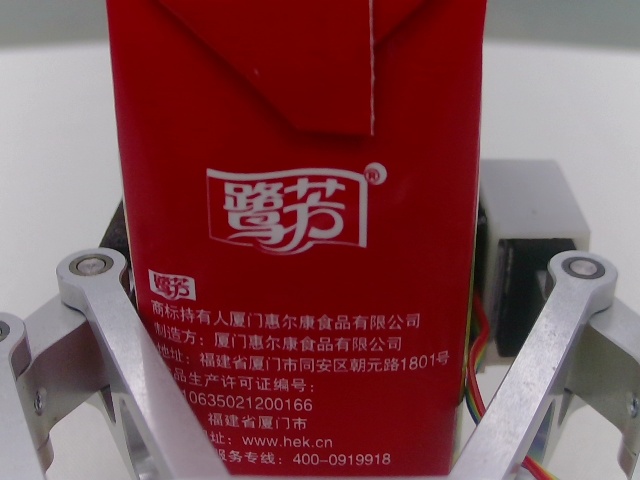 鹭芳
鹭芳
商标持有人厦门惠尔康食品有限公司
制造方：厦门惠尔康食品有限公司
地址：福建省厦门市同安区朝元路1801号
品生产许可证编号：
10635021200166
福建省厦门市
址：www.hek.cn
服务专线：400-0919918